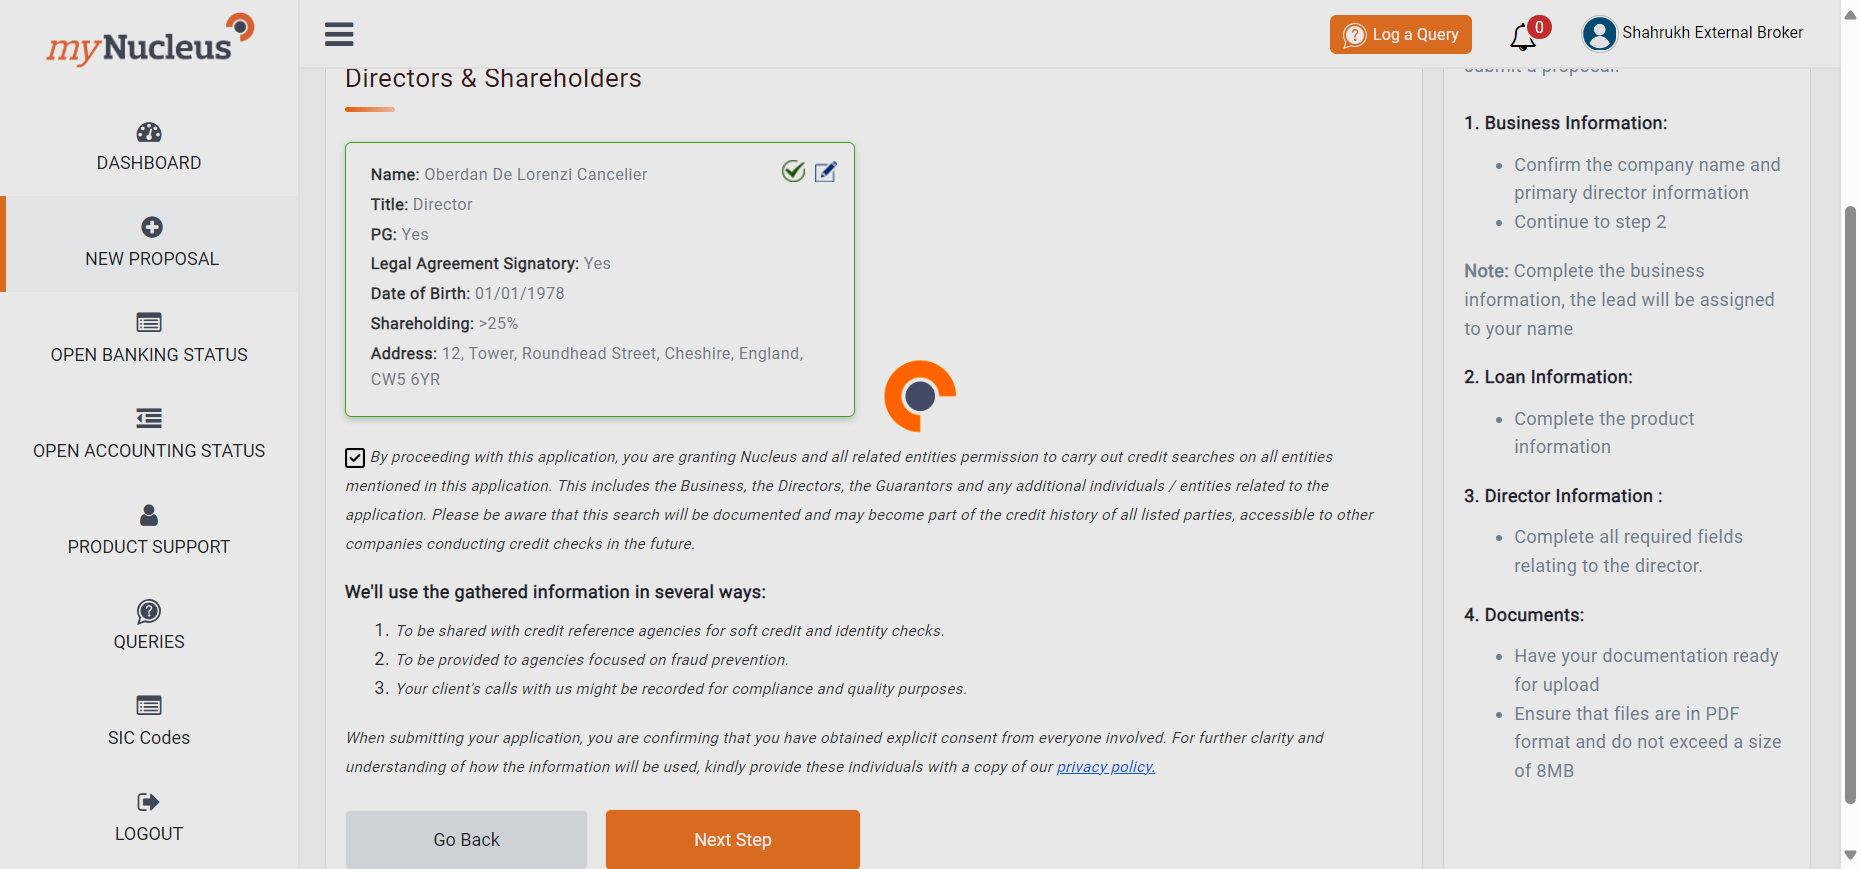 myNucleus
Log a Query
0
Shahrukh External Broker
DASHBOARD
NEW PROPOSAL
OPEN BANKING STATUS
OPEN ACCOUNTING STATUS
PRODUCT SUPPORT
QUERIES
SIC Codes
LOGOUT
Directors & Shareholders
Name: Oberdan De Lorenzi Cancelier
Title: Director
PG: Yes
Legal Agreement Signatory: Yes
Date of Birth: 01/01/1978
Shareholding: >25%
Address: 12, Tower, Roundhead Street, Cheshire, England,
CW5 6YR
By proceeding with this application, you are granting Nucleus and all related entities permission to carry out credit searches on all entities
mentioned in this application. This includes the Business, the Directors, the Guarantors and any additional individuals / entities related to the
application. Please be aware that this search will be documented and may become part of the credit history of all listed parties, accessible to other
companies conducting credit checks in the future.
We'll use the gathered information in several ways:
1. To be shared with credit reference agencies for soft credit and identity checks.
2. To be provided to agencies focused on fraud prevention.
3. Your client's calls with us might be recorded for compliance and quality purposes.
When submitting your application, you are confirming that you have obtained explicit consent from everyone involved. For further clarity and
understanding of how the information will be used, kindly provide these individuals with a copy of our privacy policy.
Go Back
Next Step
submit a proposal.
1. Business Information:
• Confirm the company name and
primary director information
• Continue to step 2
Note: Complete the business
information, the lead will be assigned
to your name
2. Loan Information:
• Complete the product
information
3. Director Information :
• Complete all required fields
relating to the director.
4. Documents:
• Have your documentation ready
for upload
• Ensure that files are in PDF
format and do not exceed a size
of 8MB